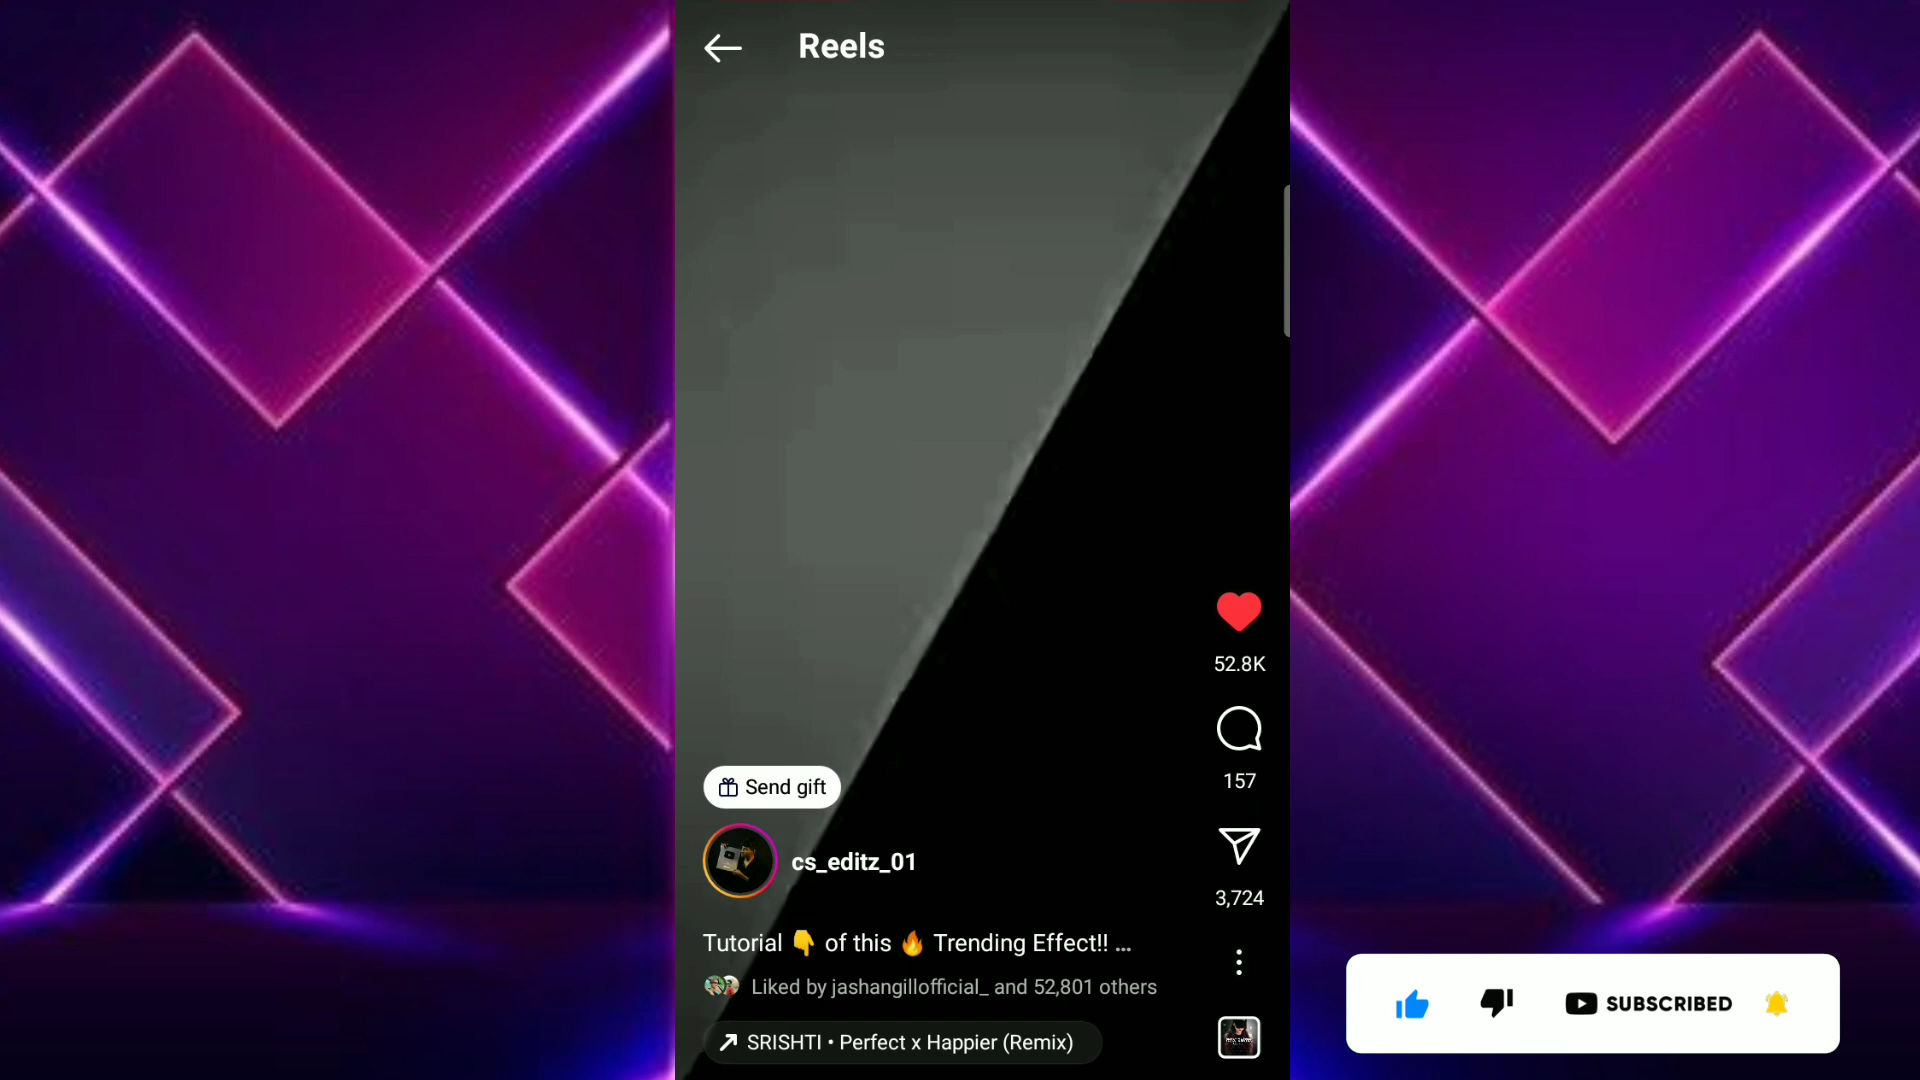 Reels
52.8K
157
Send gift
cs_editz_01
3,724
Tutorial 👇 of this 🔥 Trending Effect!! ...
Liked by jashangillofficial_ and 52,801 others
SRISHTI • Perfect x Happier (Remix)
SUBSCRIBED